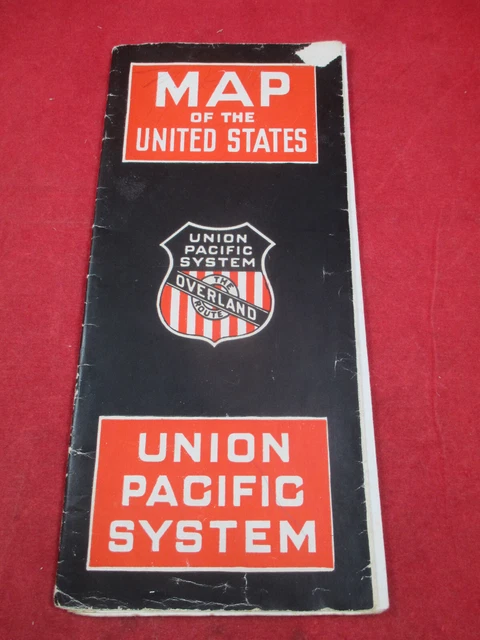 MAP
OF THE
UNITED STATES
UNION
PACIFIC
SYSTEM
THE
OVERLAND
ROUTE
UNION
PACIFIC
SYSTEM